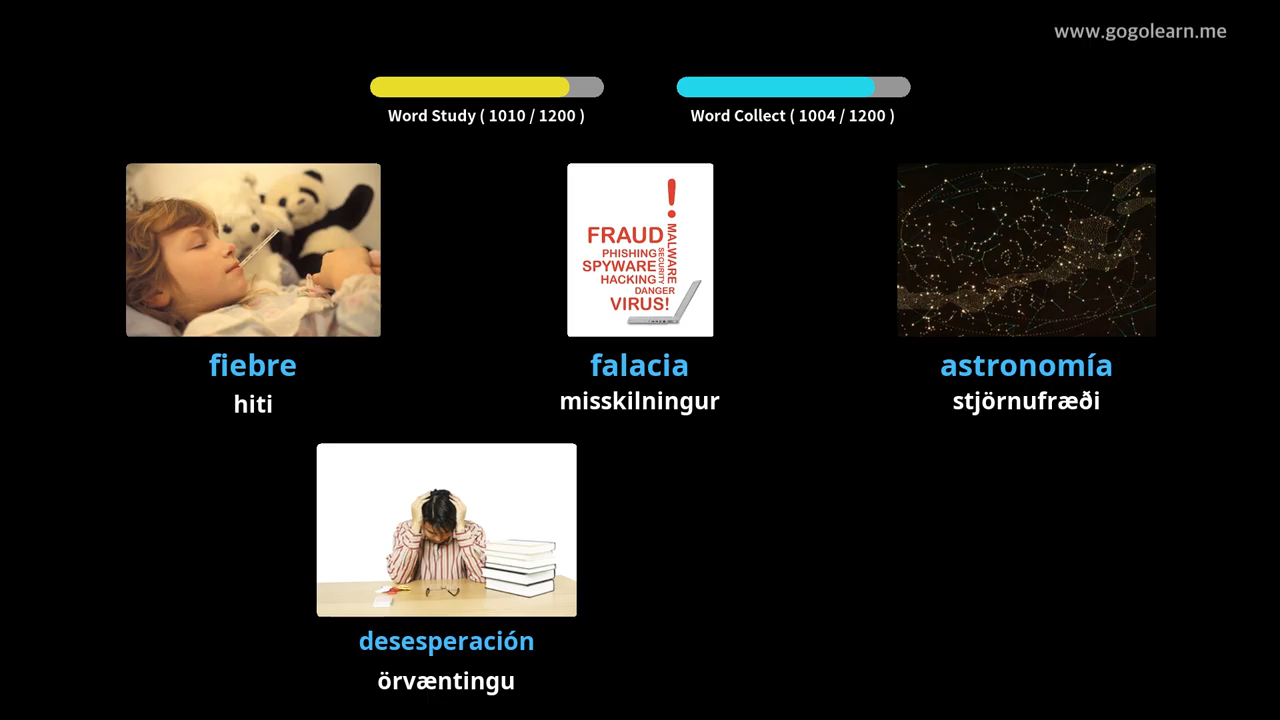 www.gogolearn.me
Word Study ( 1010 / 1200 )
Word Collect ( 1004 / 1200 )
!
FRAUD
PHISHING
SPYWARE
HACKING
DANGER
VIRUS!
MALWARE
SECURITY
fiebre
hiti
falacia
misskilningur
astronomía
stjörnufræði
desesperación
örvæntingu